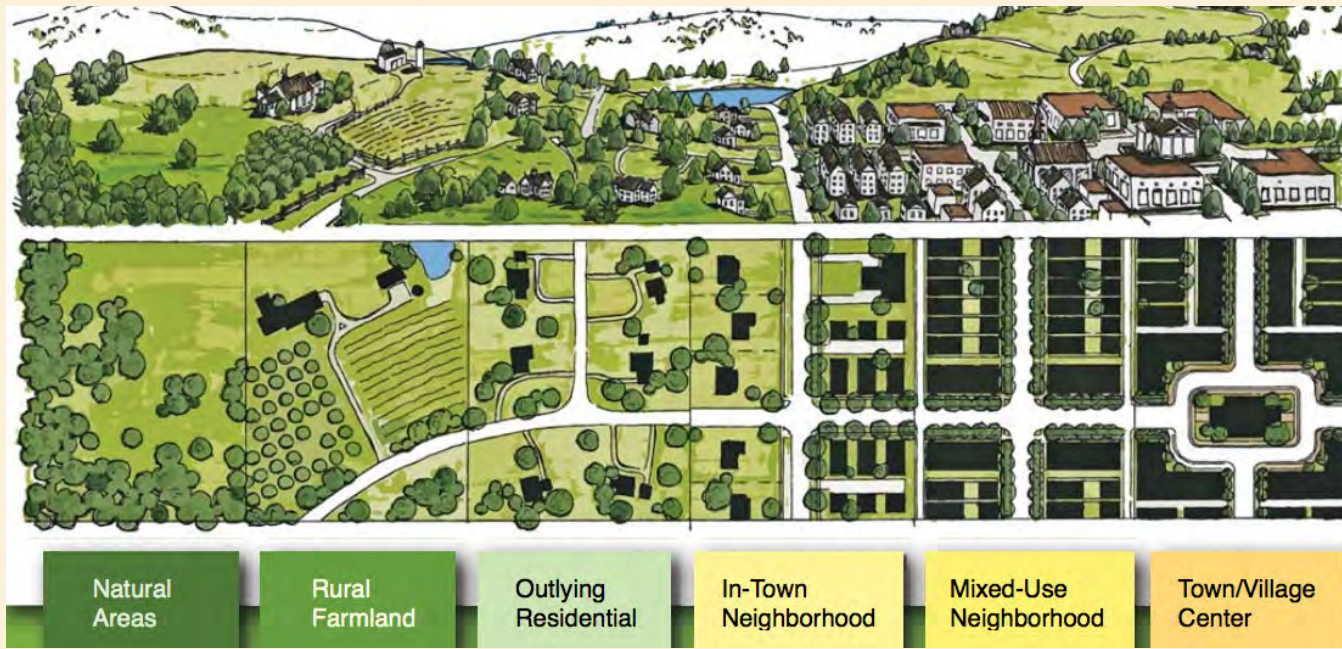 Natural
Areas
Rural
Farmland
Outlying
Residential
In-Town
Neighborhood
Mixed-Use
Neighborhood
Town/Village
Center